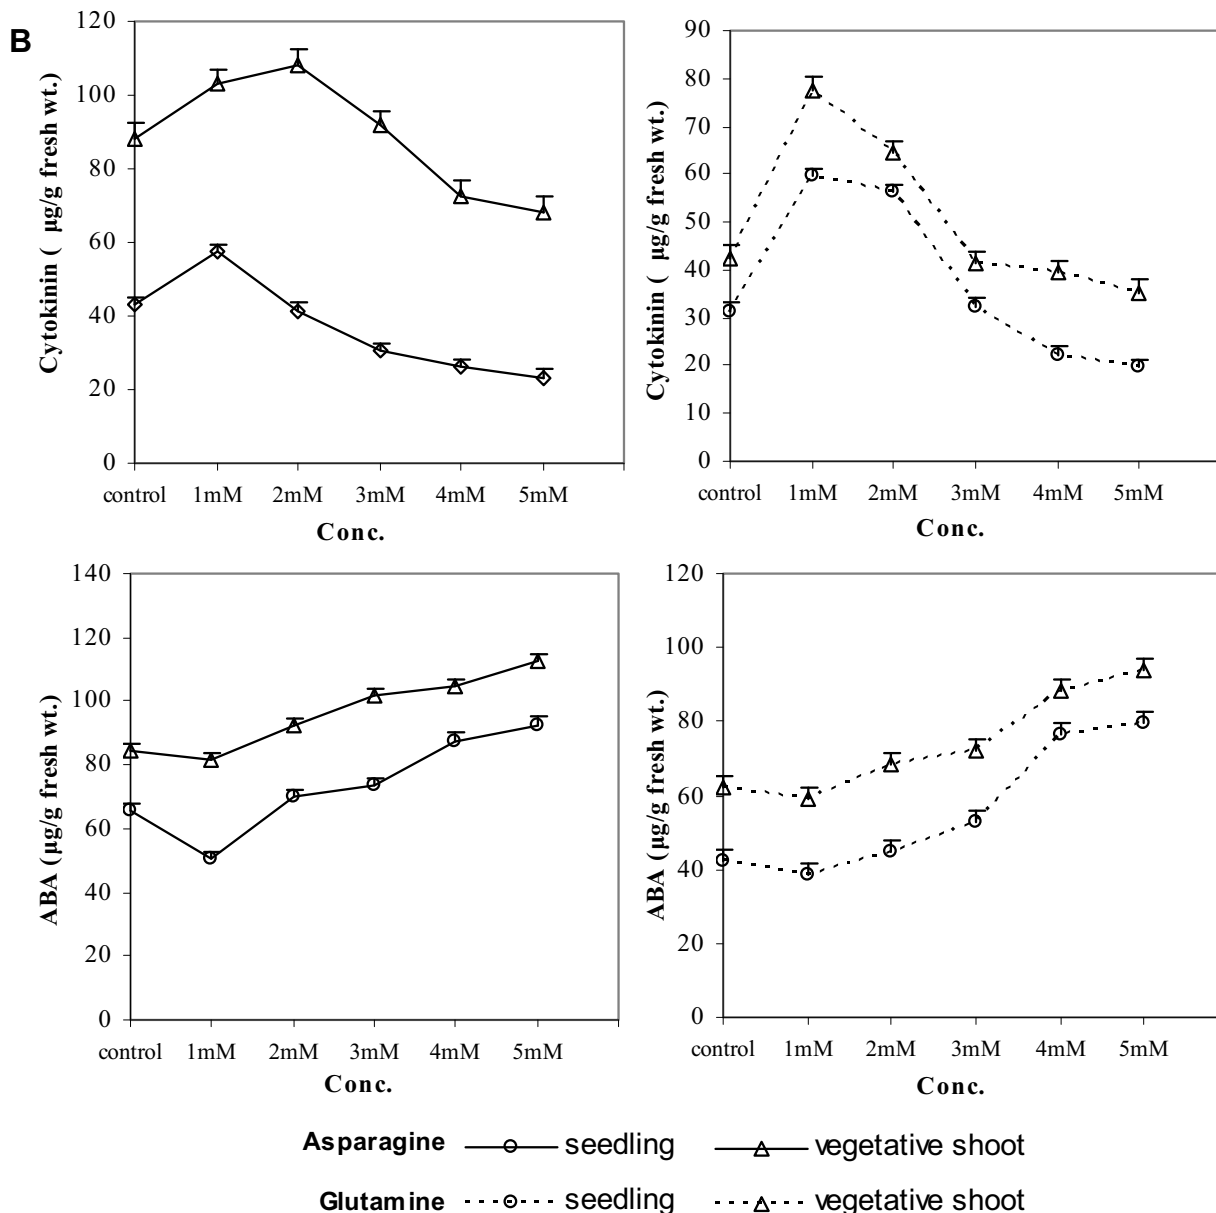 B
Cytokinin ( µg/g fresh wt.)
120
100
80
60
40
20
0
control 1mM 2mM 3mM 4mM 5mM
Conc.
Cytokinin ( µg/g fresh wt.)
90
80
70
60
50
40
30
20
10
0
control 1mM 2mM 3mM 4mM 5mM
Conc.
ABA (µg/g fresh wt.)
140
120
100
80
60
40
20
0
control 1mM 2mM 3mM 4mM 5mM
Conc.
ABA (µg/g fresh wt.)
120
100
80
60
40
20
0
control 1mM 2mM 3mM 4mM 5mM
Conc.
Asparagine seedling vegetative shoot
Glutamine seedling vegetative shoot